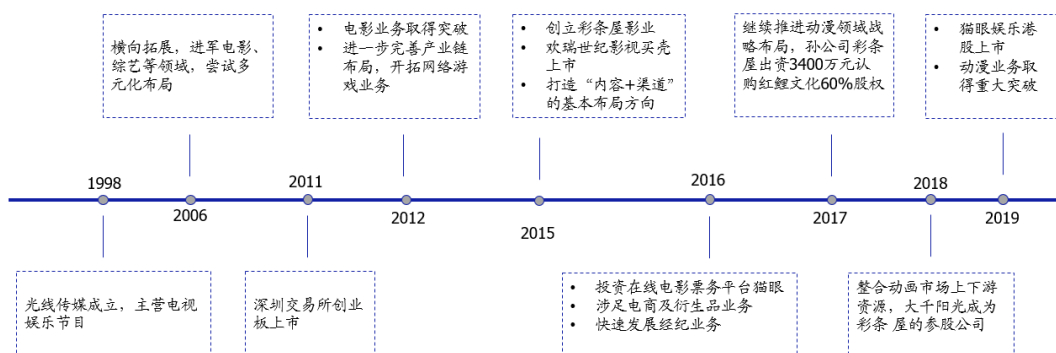 横向拓展，进军电影、
综艺等领域，尝试多
元化布局
• 电影业务取得突破
• 进一步完善产业链
布局，开拓网络游
戏业务
• 创立彩条屋影业
• 欢瑞世纪影视买壳
上市
• 打造“内容+渠道”
的基本布局方向
继续推进动漫领域战
略布局，孙公司彩条
屋出资3400万元认
购红鲤文化60%股权
• 猫眼娱乐港
股上市
• 动漫业务取
得重大突破
1998
2006
2011
2012
2015
2016
2017
2018
2019
光线传媒成立，主营电视
娱乐节目
深圳交易所创业
板上市
• 投资在线电影票务平台猫眼
• 涉足电商及衍生品业务
• 快速发展经纪业务
整合动画市场上下游
资源，大千阳光成为
彩条 屋的参股公司